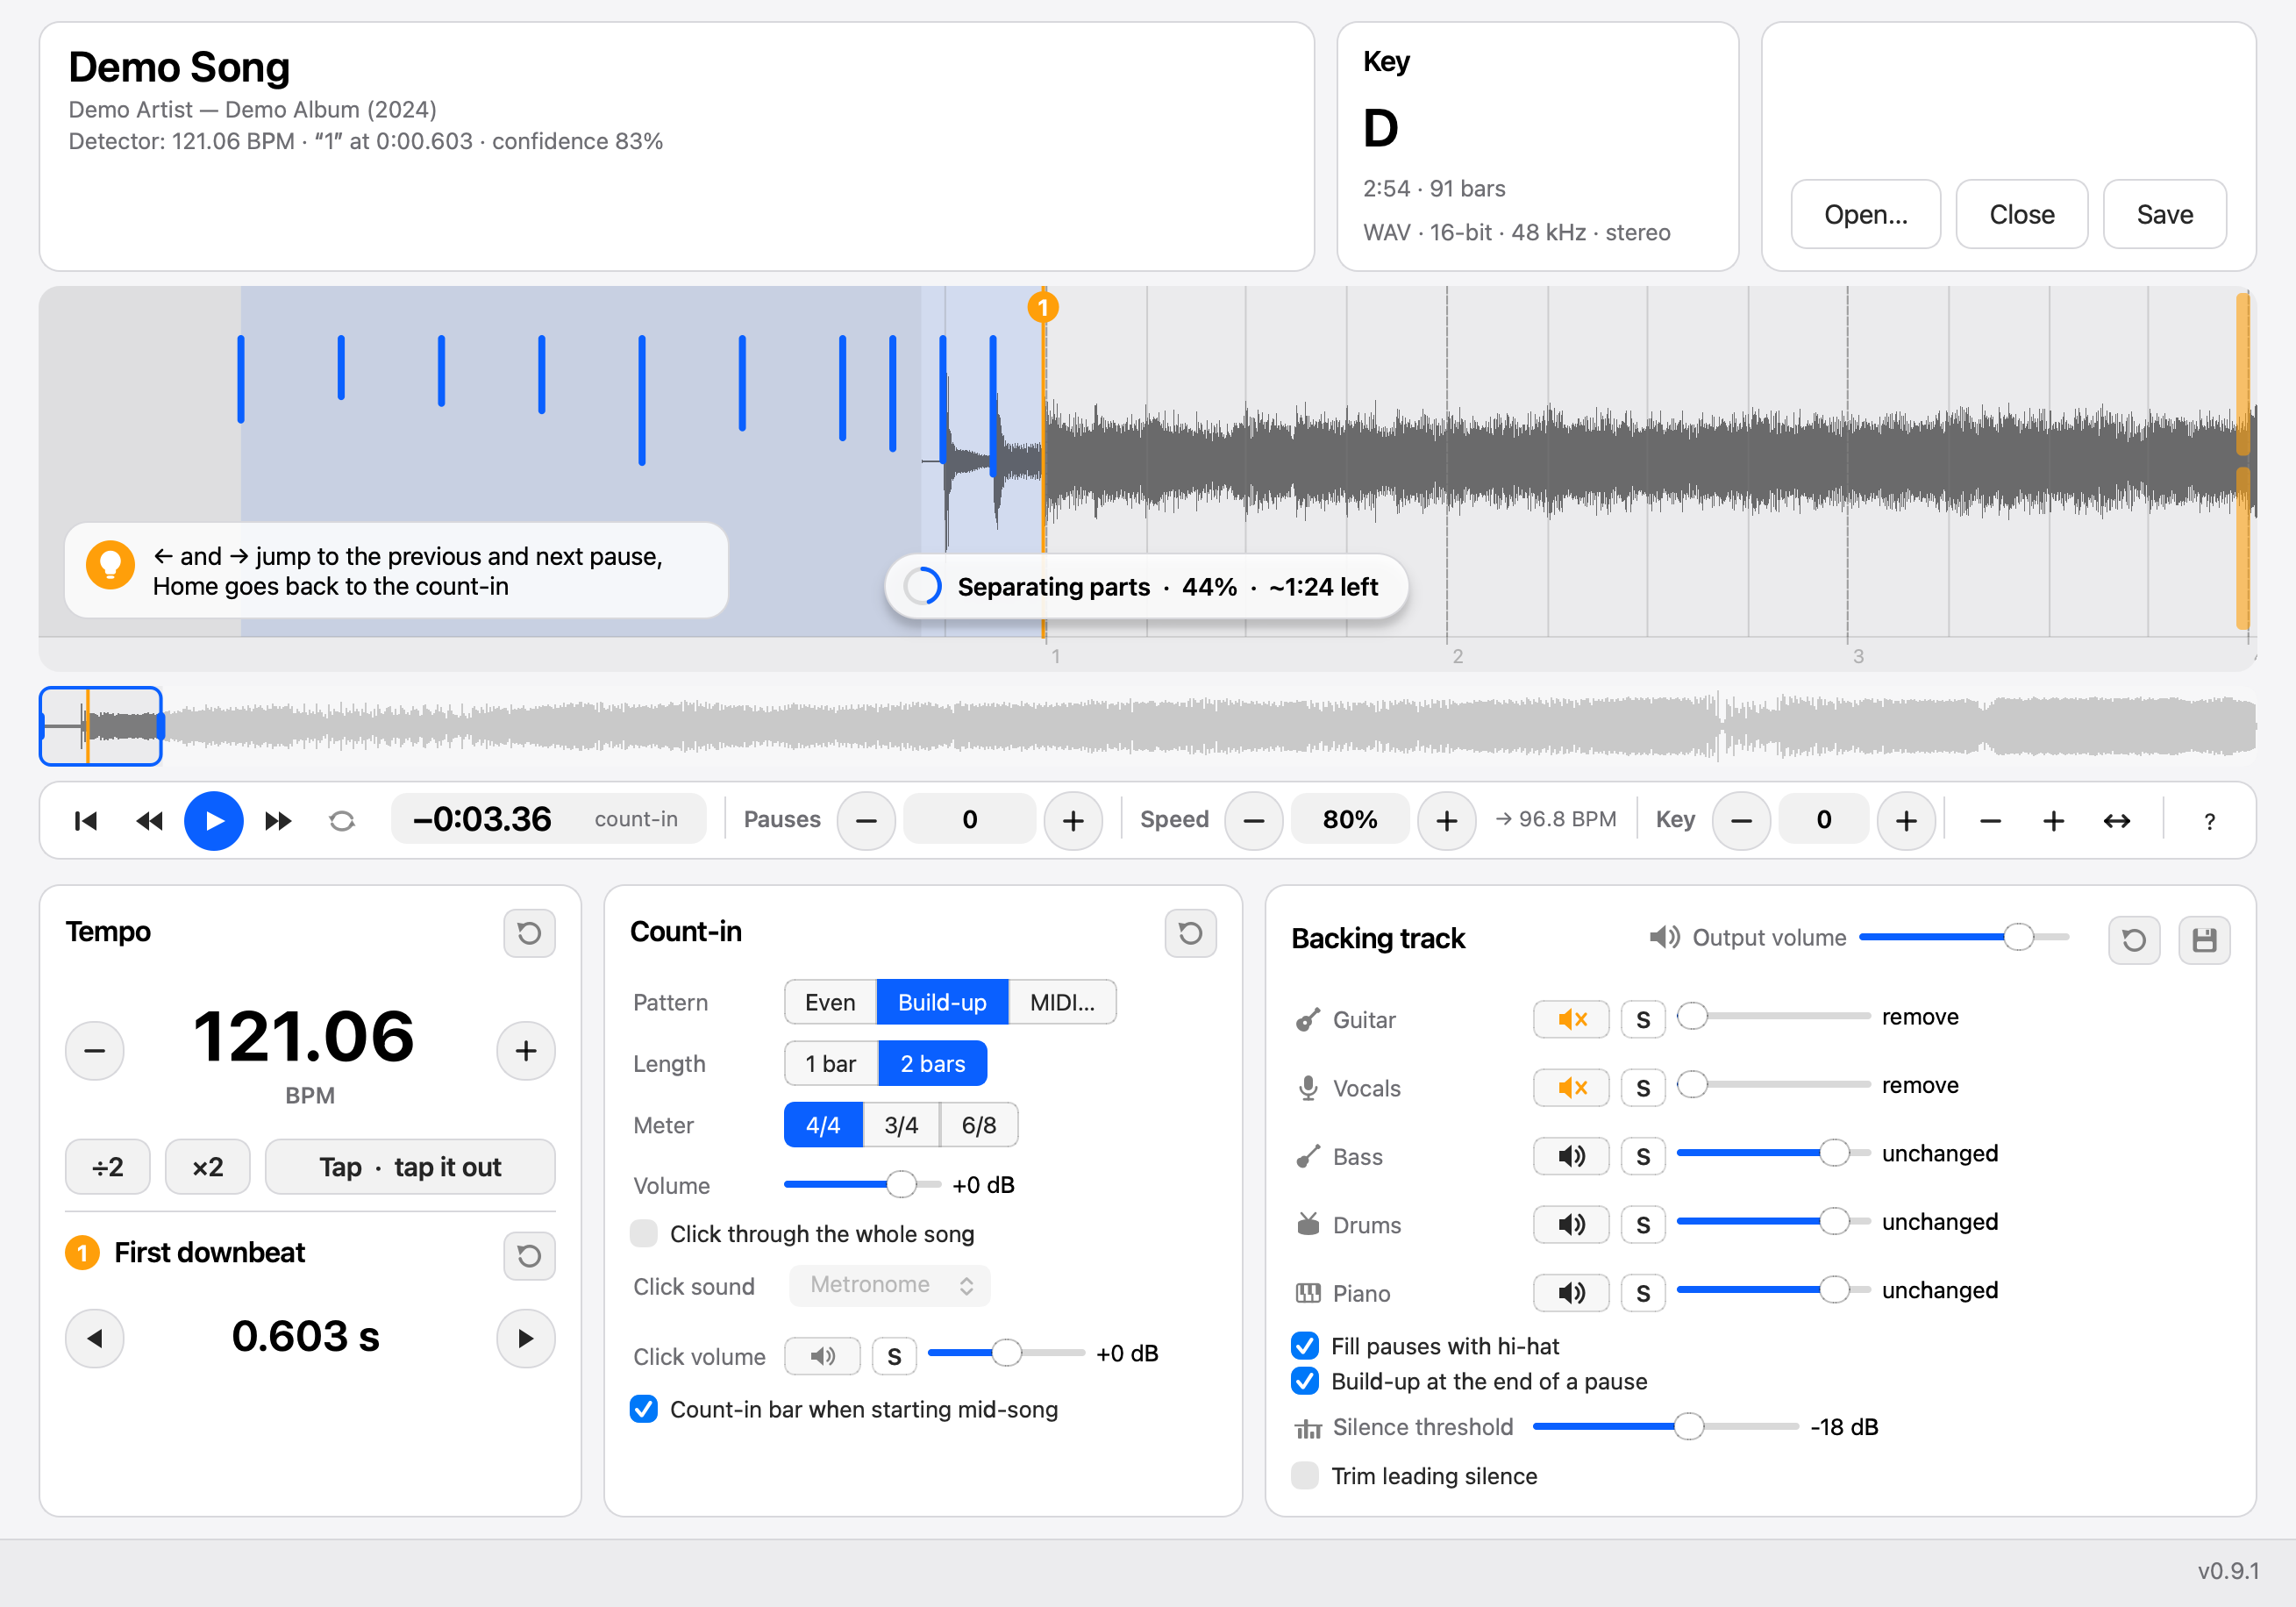 Demo Song
Demo Artist — Demo Album (2024)
Detector: 121.06 BPM · “1” at 0:00.603 · confidence 83%
Key
D
2:54 · 91 bars
WAV · 16-bit · 48 kHz · stereo
Open...
Close
Save
1
← and → jump to the previous and next pause,
Home goes back to the count-in
Separating parts · 44% · ~1:24 left
1
2
3
−0:03.36
count-in
Pauses
−
0
+
Speed
−
80%
+
→ 96.8 BPM
Key
−
0
+
−
+
↔
?
Tempo
−
121.06
+
BPM
÷2
×2
Tap · tap it out
1
First downbeat
0.603 s
Count-in
Pattern
Even
Build-up
MIDI...
Length
1 bar
2 bars
Meter
4/4
3/4
6/8
Volume
+0 dB
Click through the whole song
Click sound
Metronome
Click volume
S
+0 dB
Count-in bar when starting mid-song
Backing track
Output volume
Guitar
S
remove
Vocals
S
remove
Bass
S
unchanged
Drums
S
unchanged
Piano
S
unchanged
Fill pauses with hi-hat
Build-up at the end of a pause
Silence threshold
-18 dB
Trim leading silence
v0.9.1